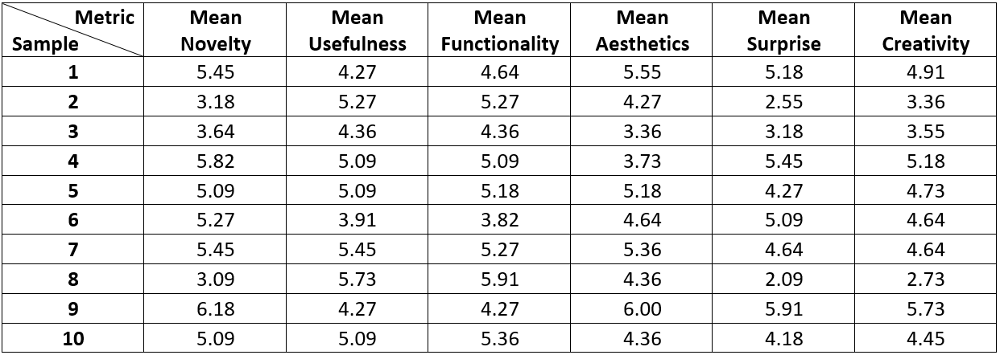 Metric Mean Mean Mean Mean Mean Mean
Sample Novelty Usefulness Functionality Aesthetics Surprise Creativity
1 5.45 4.27 4.64 5.55 5.18 4.91
2 3.18 5.27 5.27 4.27 2.55 3.36
3 3.64 4.36 4.36 3.36 3.18 3.55
4 5.82 5.09 5.09 3.73 5.45 5.18
5 5.09 5.09 5.18 5.18 4.27 4.73
6 5.27 3.91 3.82 4.64 5.09 4.64
7 5.45 5.45 5.27 5.36 4.64 4.64
8 3.09 5.73 5.91 4.36 2.09 2.73
9 6.18 4.27 4.27 6.00 5.91 5.73
10 5.09 5.09 5.36 4.36 4.18 4.45